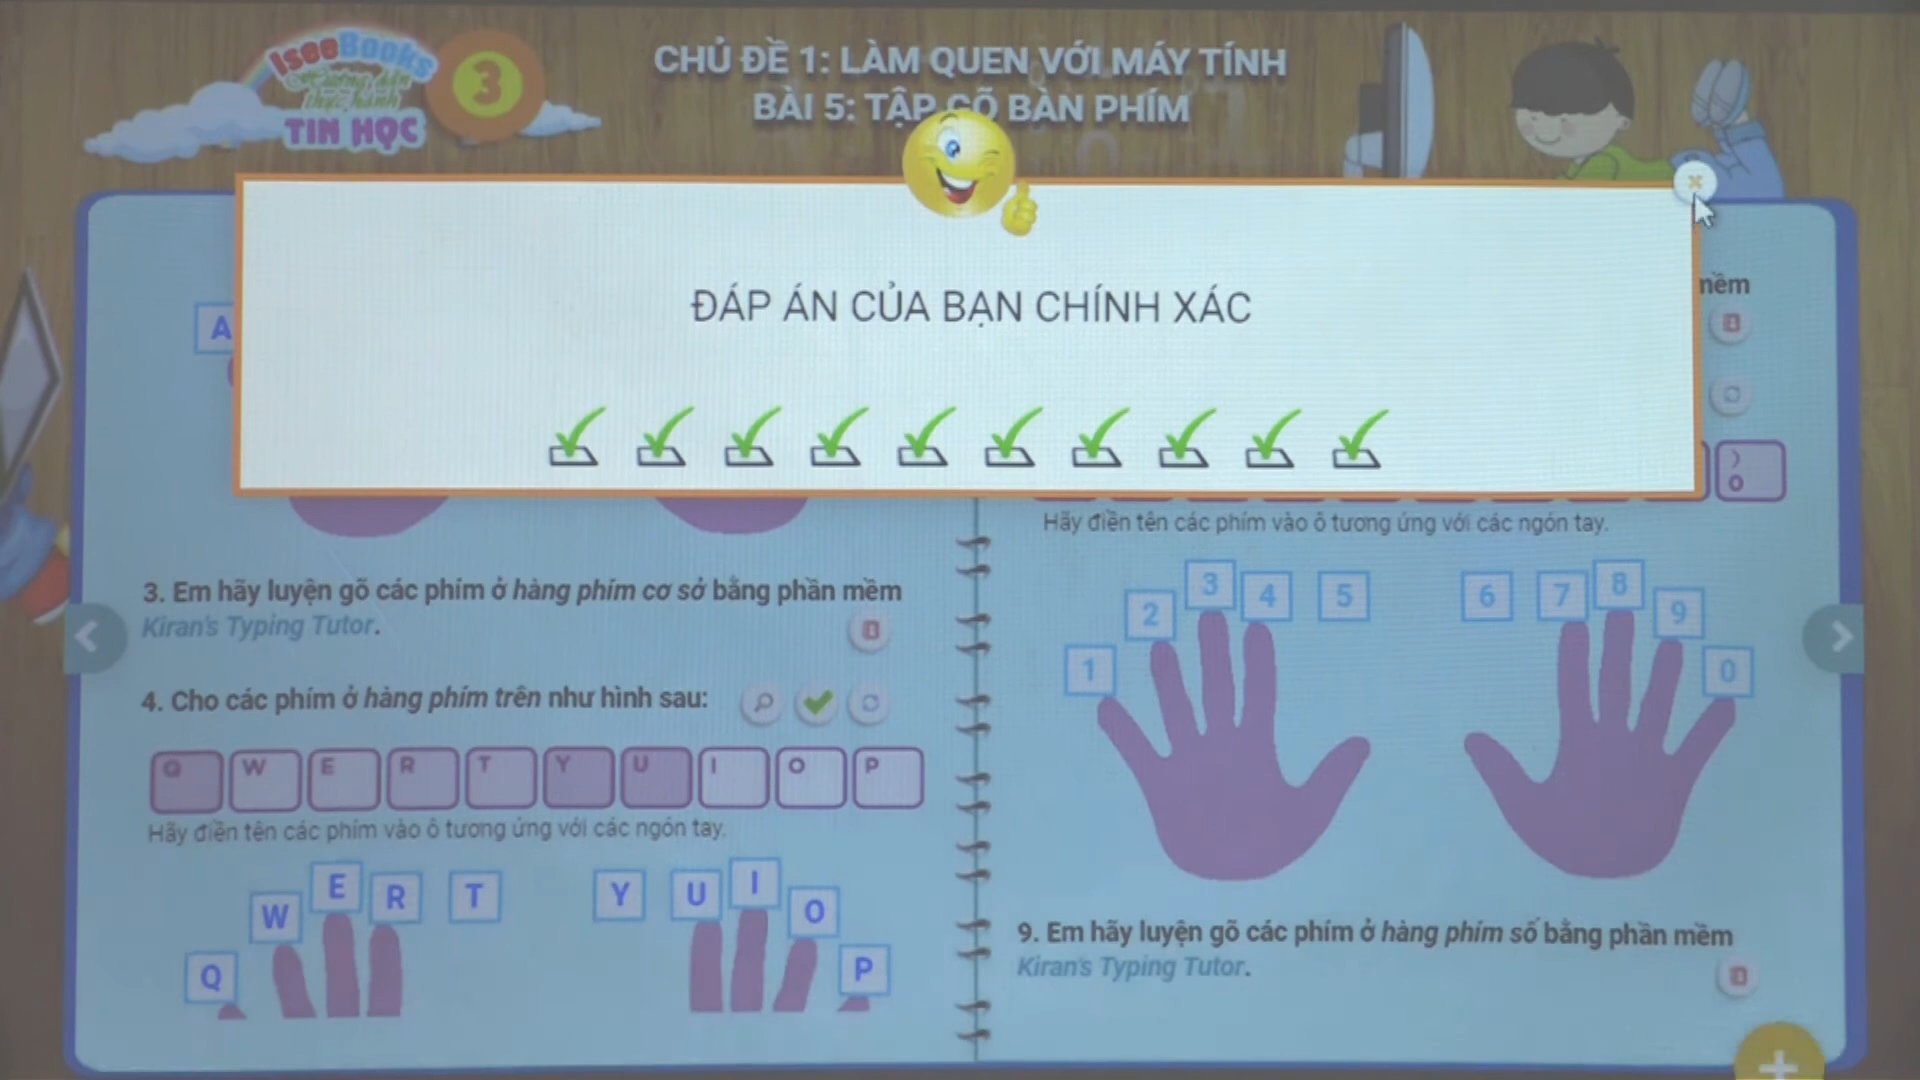 IseeBooks
Hướng dẫn
thực hành
TIN HỌC
3
CHỦ ĐỀ 1: LÀM QUEN VỚI MÁY TÍNH
BÀI 5: TẬP GÕ BÀN PHÍM
ĐÁP ÁN CỦA BẠN CHÍNH XÁC
A
3. Em hãy luyện gõ các phím ở hàng phím cơ sở bằng phần mềm
Kiran's Typing Tutor.
4. Cho các phím ở hàng phím trên như hình sau:
Q W E R T Y U I O P
Hãy điền tên các phím vào ô tương ứng với các ngón tay.
Q W E R T Y U I O P
mềm
)
0
Hãy điền tên các phím vào ô tương ứng với các ngón tay.
1 2 3 4 5 6 7 8 9 0
9. Em hãy luyện gõ các phím ở hàng phím số bằng phần mềm
Kiran's Typing Tutor.